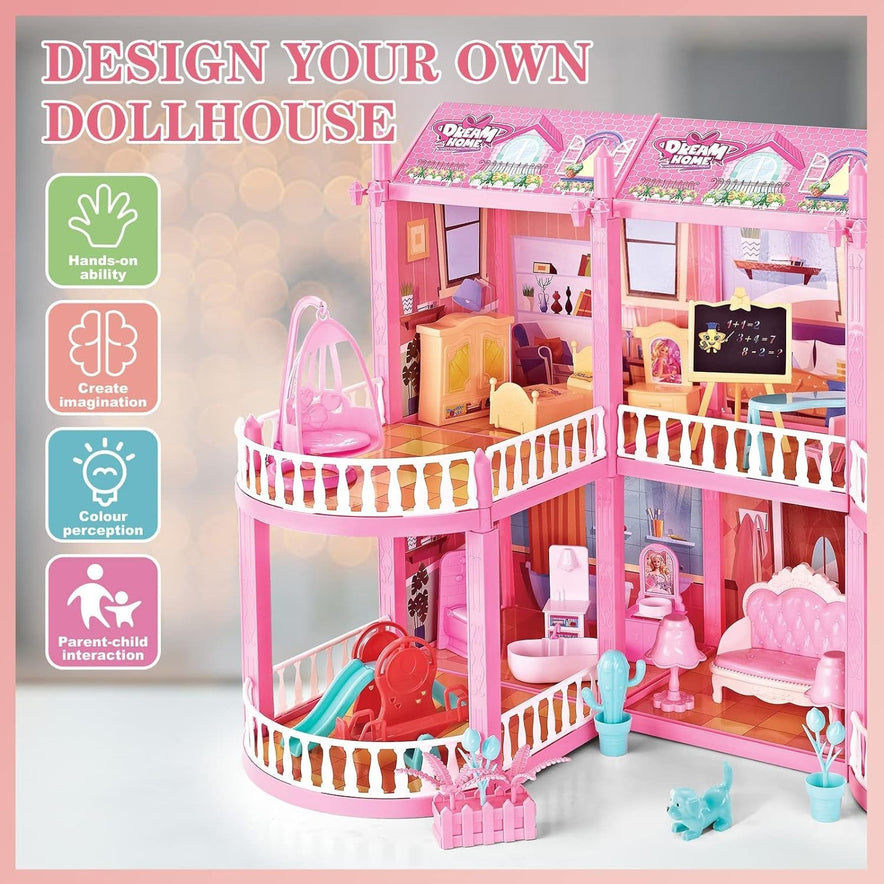 DESIGN YOUR OWN
DOLLHOUSE
Hands-on
ability
Create
imagination
Colour
perception
Parent-child
interaction
DREAM
HOME
DREAM
HOME
1+1=2
3+4=7
8-2=?